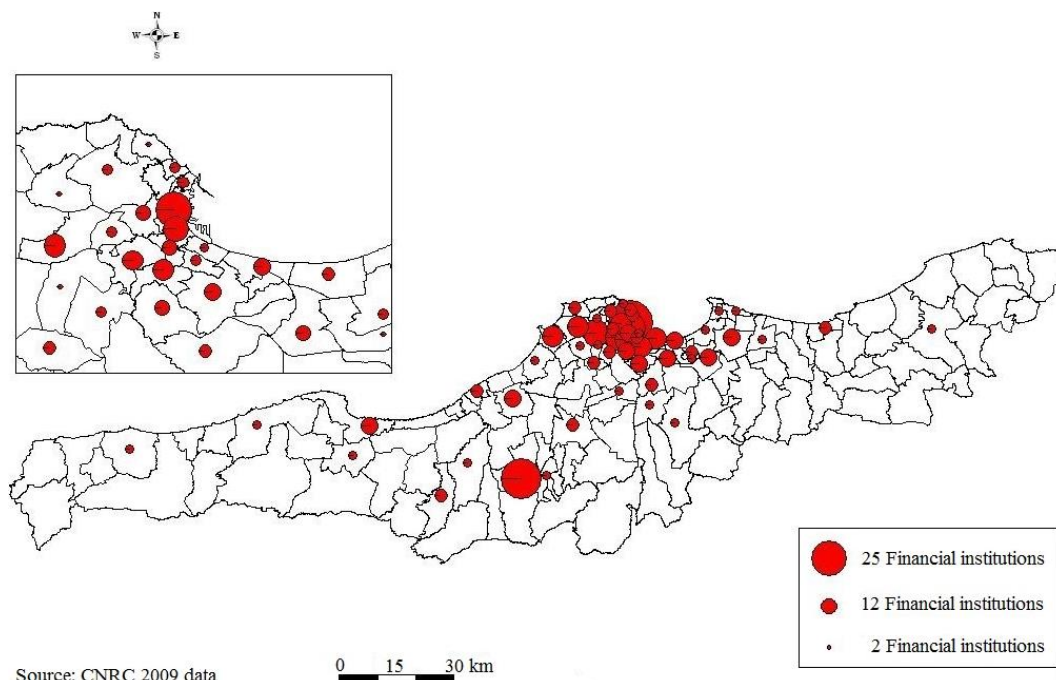 N
W E
S
25 Financial institutions
12 Financial institutions
2 Financial institutions
Source: CNRC 2009 data
0 15 30 km